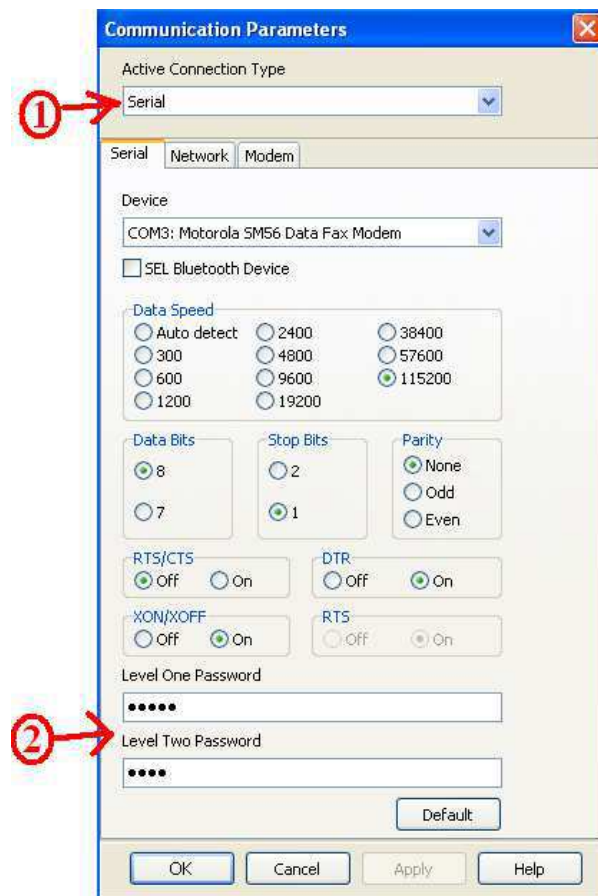 Communication Parameters
Active Connection Type
1
Serial
Serial Network Modem
Device
COM3: Motorola SM56 Data Fax Modem
SEL Bluetooth Device
Data Speed
Auto detect 2400 38400
300 4800 57600
600 9600 115200
1200 19200
Data Bits Stop Bits Parity
8 2 None
Odd
7 1 Even
RTS/CTS DTR
Off On Off On
XON/XOFF RTS
Off On Off On
Level One Password
•••••
2
Level Two Password
••••
Default
OK Cancel Apply Help